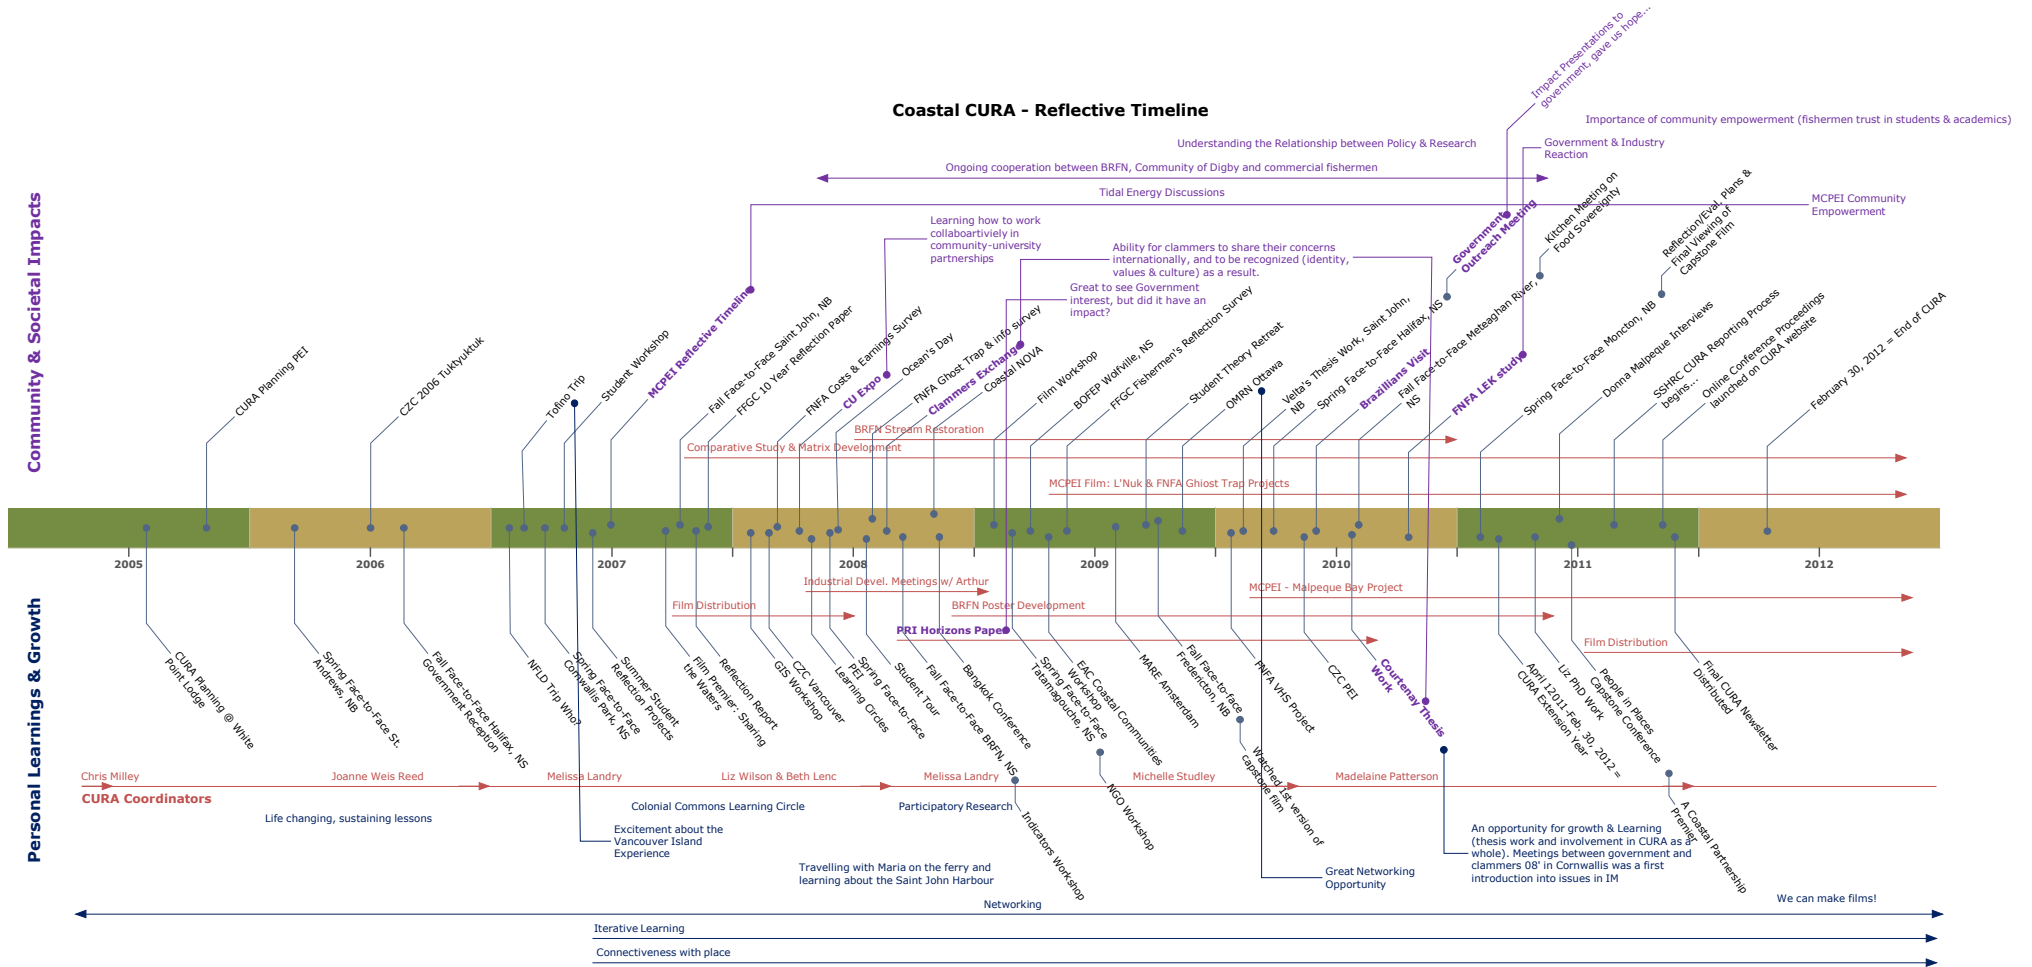 Impact Presentations to
government, gave us hope...
Coastal CURA - Reflective Timeline
Importance of community empowerment (fishermen trust in students & academics)
Understanding the Relationship between Policy & Research
Government & Industry
Reaction
Ongoing cooperation between BRFN, Community of Digby and commercial fishermen
Tidal Energy Discussions
MCPEI Community
Empowerment
Community & Societal Impacts
Learning how to work
collaboartiviely in
community-university
partnerships
Ability for clammers to share their concerns
internationally, and to be recognized (identity,
values & culture) as a result.
Great to see Government
interest, but did it have an
impact?
CURA Planning PEI
CZC 2006 Tuktyuktuk
Tofino Trip
Student Workshop
MCPEI Reflective Timeline
Fall Face-to-Face Saint John, NB
FFGC 10 Year Reflection Paper
FNFA Costs & Earnings Survey
CU Expo
Ocean's Day
FNFA Ghost Trap & info survey
Clammers Exchange
Coastal NOVA
Film Workshop
BOFEP Wolfville, NS
FFGC Fishermen's Reflection Survey
Student Theory Retreat
OMRN Ottawa
Velta's Thesis Work, Saint John,
NB
Spring Face-to-Face Halifax, NS
Government
Outreach Meeting
Brazillians Visit
Fall Face-to-Face Meteaghan River,
NS
Kitchen Meeting on
Food Sovereignty
FNFA LEK study
Spring Face-to-Face Moncton, NB
Reflection/Eval, Plans &
Final Viewing of
Capstone Film
Donna Malpeque Interviews
SSHRC CURA Reporting Process
begins...
Online Conference Proceedings
launched on CURA website
February 30, 2012 = End of CURA
BRFN Stream Restoration
Comparative Study & Matrix Development
MCPEI Film: L'Nuk & FNFA Ghiost Trap Projects
2005
2006
2007
2008
2009
2010
2011
2012
Industrial Devel. Meetings w/ Arthur
MCPEI - Malpeque Bay Project
Film Distribution
BRFN Poster Development
PRI Horizons Paper
Film Distribution
Personal Learnings & Growth
CURA Planning @ White
Point Lodge
Spring Face-to-Face St.
Andrews, NB
Fall Face-to-Face Halifax, NS
Government Reception
NFLD Trip Who?
Spring Face-to-Face
Cornwallis Park, NS
Summer Student
Reflection Projects
Film Premier: Sharing
the Waters
Reflection Report
GIS Workshop
CZC Vancouver
Learning Circles
Spring Face-to-Face
PEI
Student Tour
Fall Face-to-Face BRFN, NS
Bangkok Conference
Indicators Workshop
Spring Face-to-Face
Tatamagouche, NS
EAC Coastal Communities
Workshop
NGO Workshop
MARE Amsterdam
Fall Face-to-face
Fredericton, NB
Watched 1st version of
capstone film
FNFA VHS Project
CZC PEI
Courtenay Thesis
Work
April 12011-Feb. 30, 2012 =
CURA Extension Year
Liz PhD Work
People in Places
Capstone Conference
A Coastal Partnership
Premier
Final CURA Newsletter
Distributed
Chris Milley
Joanne Weis Reed
Melissa Landry
Liz Wilson & Beth Lenc
Melissa Landry
Michelle Studley
Madelaine Patterson
CURA Coordinators
Colonial Commons Learning Circle
Participatory Research
Life changing, sustaining lessons
Excitement about the
Vancouver Island
Experience
An opportunity for growth & Learning
(thesis work and involvement in CURA as a
whole). Meetings between government and
clammers 08' in Cornwallis was a first
introduction into issues in IM
Travelling with Maria on the ferry and
learning about the Saint John Harbour
Great Networking
Opportunity
We can make films!
Networking
Iterative Learning
Connectiveness with place